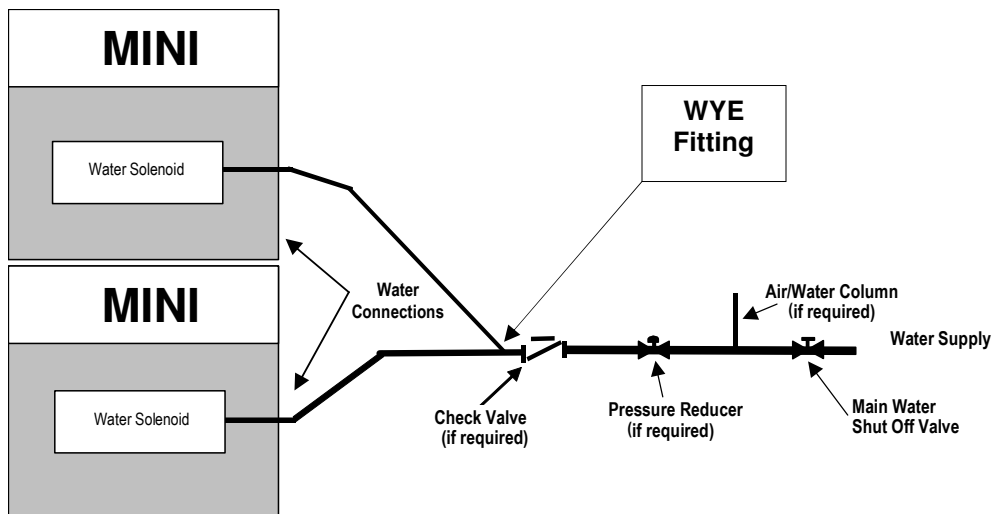 MINI
Water Solenoid
WYE
Fitting
MINI
Water Solenoid
Water
Connections
Air/Water Column
(if required)
Water Supply
Check Valve
(if required)
Pressure Reducer
(if required)
Main Water
Shut Off Valve